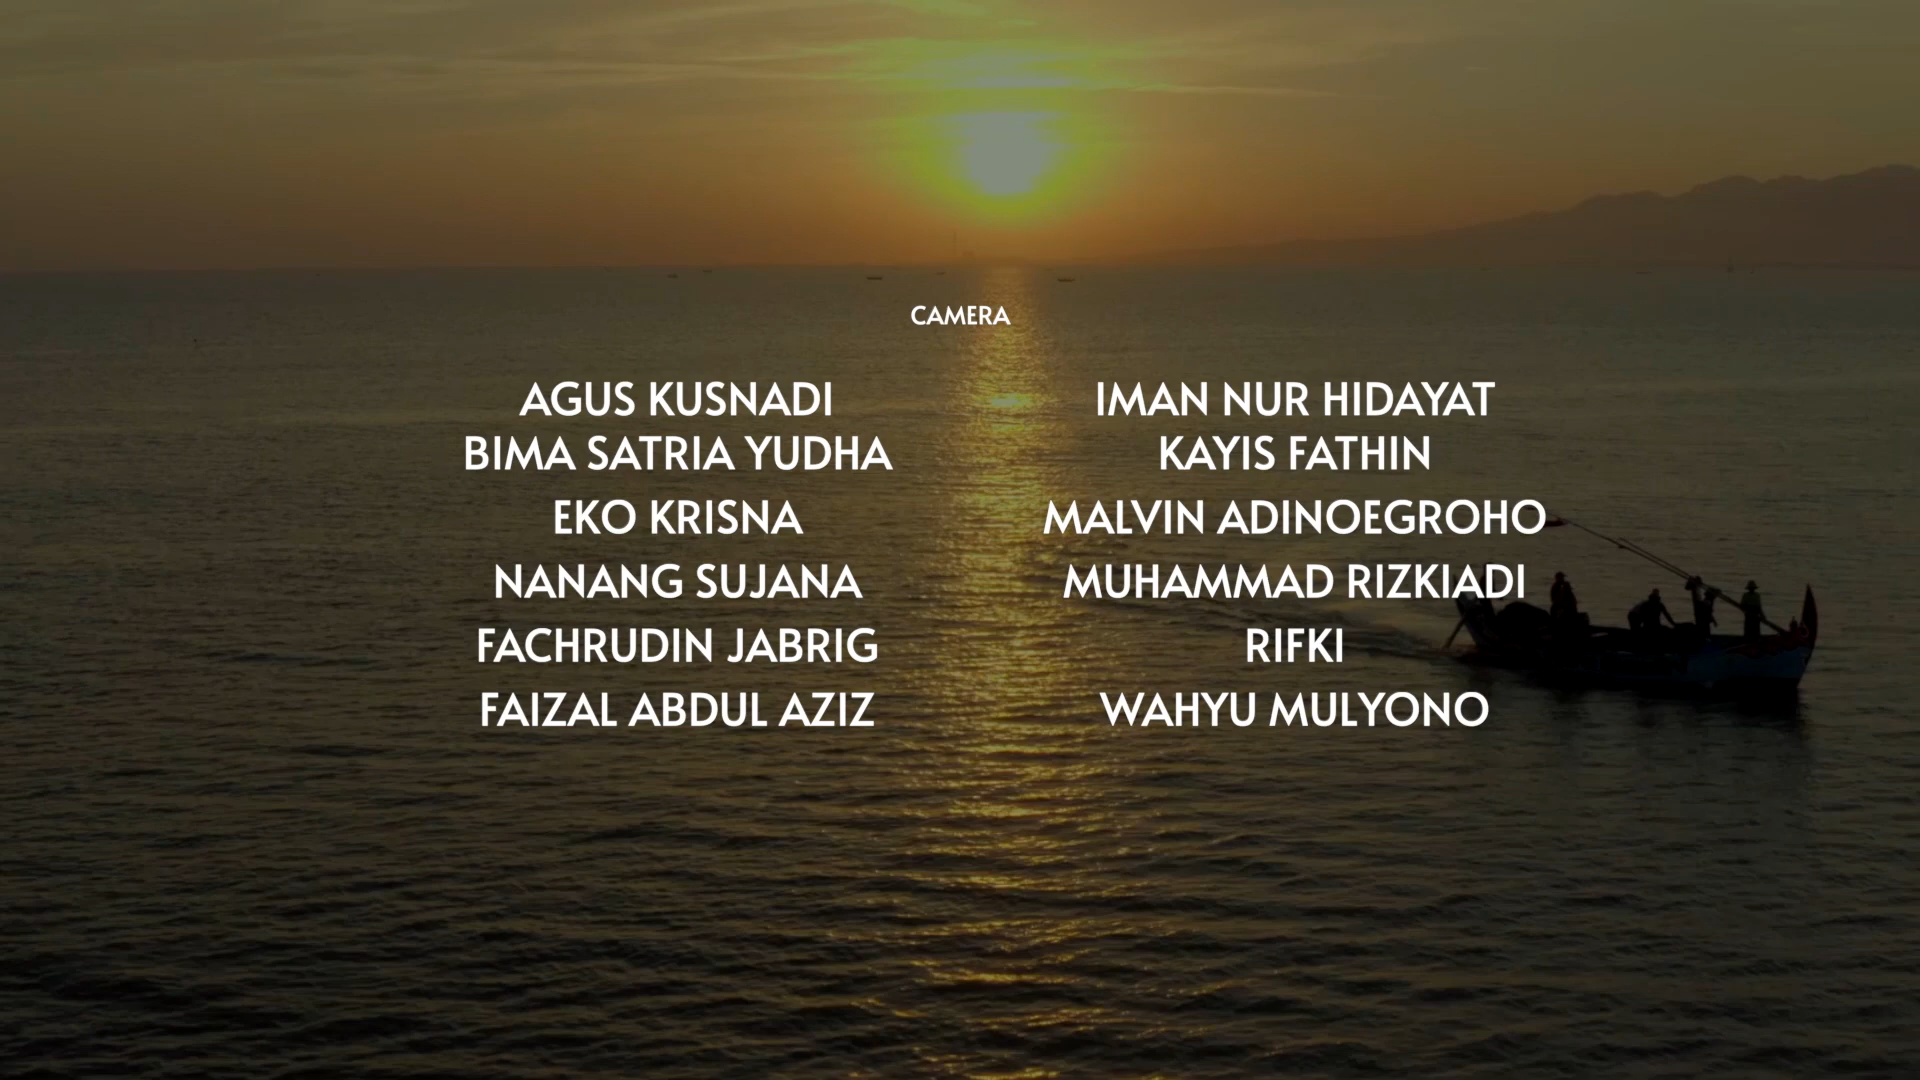 CAMERA
AGUS KUSNADI
BIMA SATRIA YUDHA
EKO KRISNA
NANANG SUJANA
FACHRUDIN JABRIG
FAIZAL ABDUL AZIZ
IMAN NUR HIDAYAT
KAYIS FATHIN
MALVIN ADINOEGROHO
MUHAMMAD RIZKIADI
RIFKI
WAHYU MULYONO